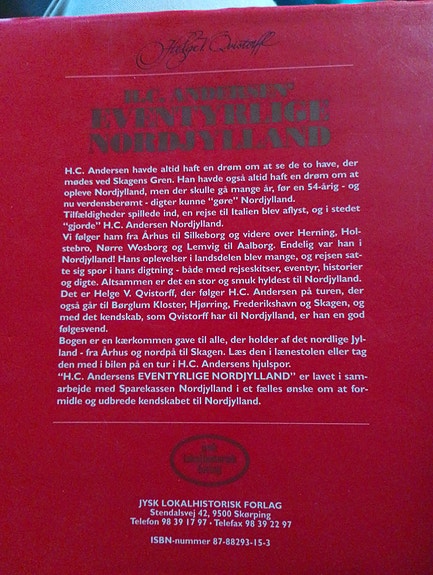 Helge V. Qvistorff
H.C. ANDERSENS
EVENTYRLIGE
NORDJYLLAND
H.C. Andersen havde altid haft en drøm om at se de to have, der
mødes ved Skagens Gren. Han havde også altid haft en drøm om at
opleve Nordjylland, men der skulle gå mange år, før en 54-årig - og
nu verdensberømt - digter kunne "gøre" Nordjylland.
Tilfældigheder spillede ind, en rejse til Italien blev aflyst, og i stedet
"gjorde" H.C. Andersen Nordjylland.
Vi følger ham fra Århus til Silkeborg og videre over Herning, Hol-
stebro, Nørre Wosborg og Lemvig til Aalborg. Endelig var han i
Nordjylland! Hans oplevelser i landsdelen blev mange, og rejsen sat-
te sig spor i hans digtning - både med rejseskitser, eventyr, historier
og digte. Altsammen er det en stor og smuk hyldest til Nordjylland.
Det er Helge V. Qvistorff, der følger H.C. Andersen på turen, der
også går til Børglum Kloster, Hjørring, Frederikshavn og Skagen, og
med det kendskab, som Qvistorff har til Nordjylland, er han en god
følgesvend.
Bogen er en kærkommen gave til alle, der holder af det nordlige Jyl-
land - fra Århus og nordpå til Skagen. Læs den i lænestolen eller tag
den med i bilen på en tur i H.C. Andersens hjulspor.
"H.C. Andersens EVENTYRLIGE NORDJYLLAND" er lavet i sam-
arbejde med Sparekassen Nordjylland i et fælles ønske om at for-
midle og udbrede kendskabet til Nordjylland.
Jysk
Lokalhistorisk
forlag
JYSK LOKALHISTORISK FORLAG
Stendalsvej 42, 9500 Skørping
Telefon 98 39 17 97 • Telefax 98 39 22 97
ISBN-nummer 87-88293-15-3